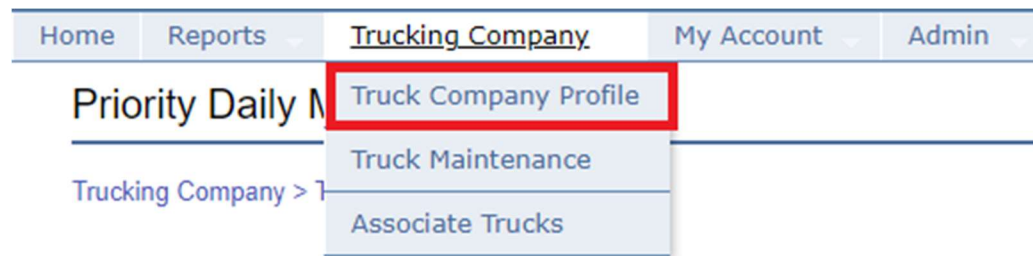 Home Reports Trucking Company My Account Admin
Priority Daily
Truck Company Profile
Truck Maintenance
Trucking Company >
Associate Trucks